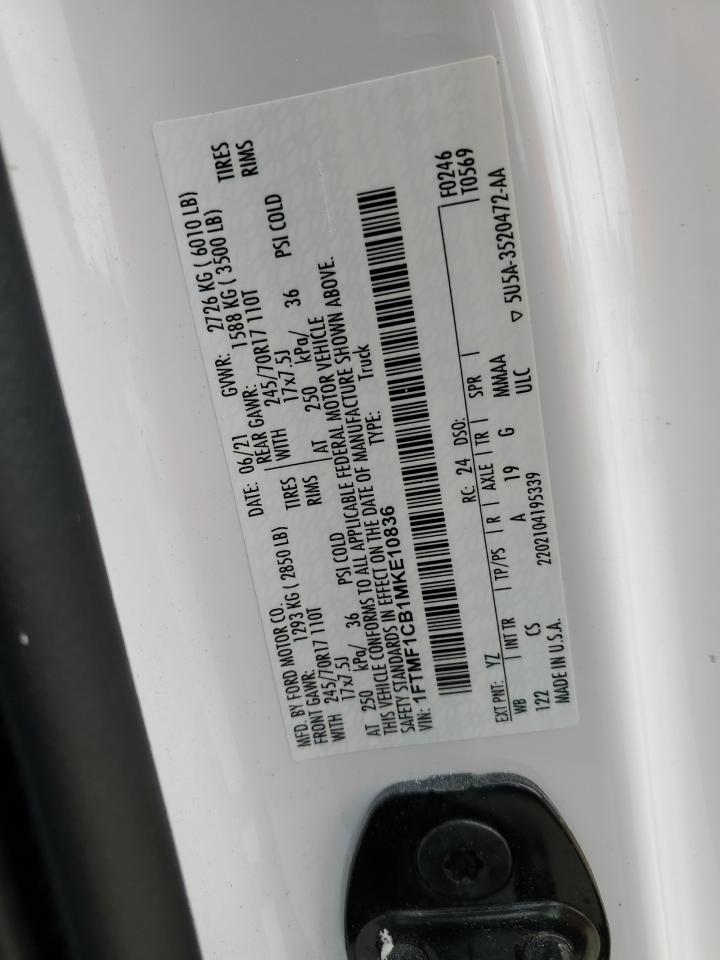 MFD. BY FORD MOTOR CO.
DATE: 06/21 GVWR: 2726 KG ( 6010 LB)
FRONT GAWR: 1293 KG ( 2850 LB) REAR GAWR: 1588 KG ( 3500 LB)
WITH 245/70R17 110T TIRES WITH 245/70R17 110T TIRES
17x7.5J RIMS 17x7.5J RIMS
AT 250 kPa/ 36 PSI COLD AT 250 kPa/ 36 PSI COLD
THIS VEHICLE CONFORMS TO ALL APPLICABLE FEDERAL MOTOR VEHICLE
SAFETY STANDARDS IN EFFECT ON THE DATE OF MANUFACTURE SHOWN ABOVE.
VIN: 1FTMF1CB1MKE10836 TYPE: Truck
F0246
T0569
EXT PNT: YZ RC: 24 DSO:
WB INT TR TP/PS R AXLE TR SPR
122 CS A 19 G MMAA
ULC
2202104195339
MADE IN U.S.A. ▽ 5U5A-3520472-AA